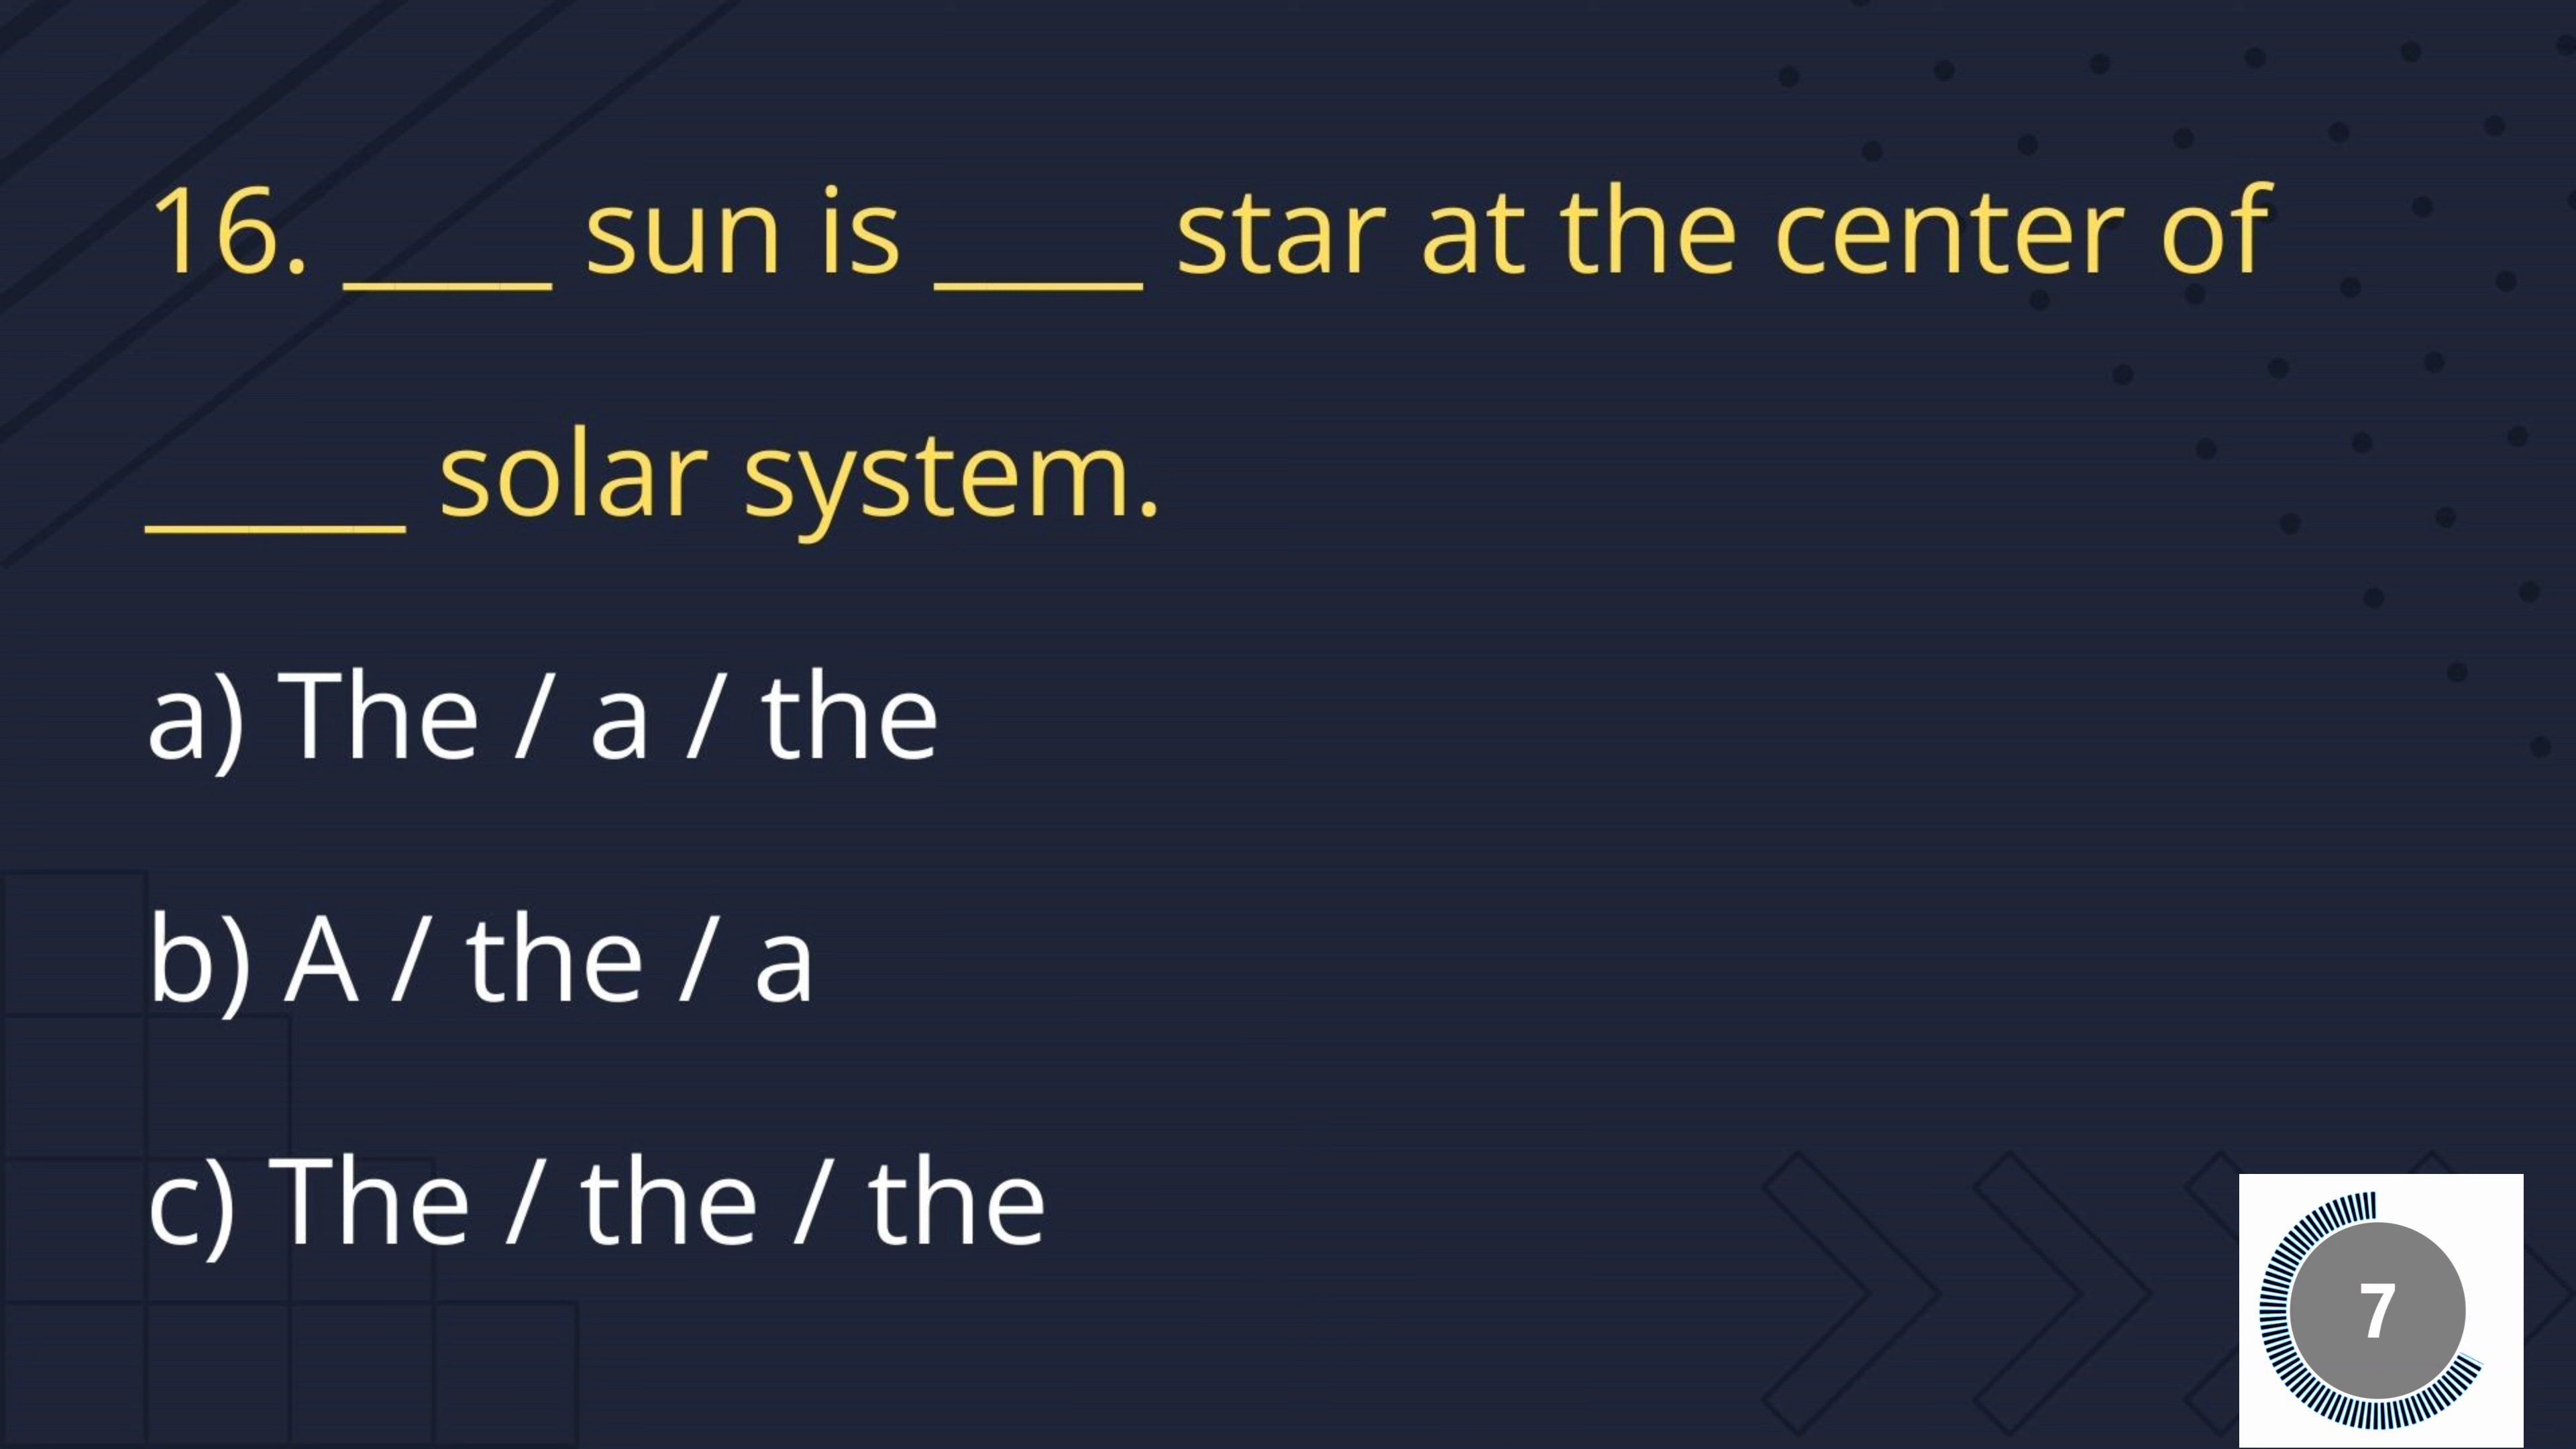 16. ____ sun is ____ star at the center of
_____ solar system.
a) The / a / the
b) A / the / a
c) The / the / the
7